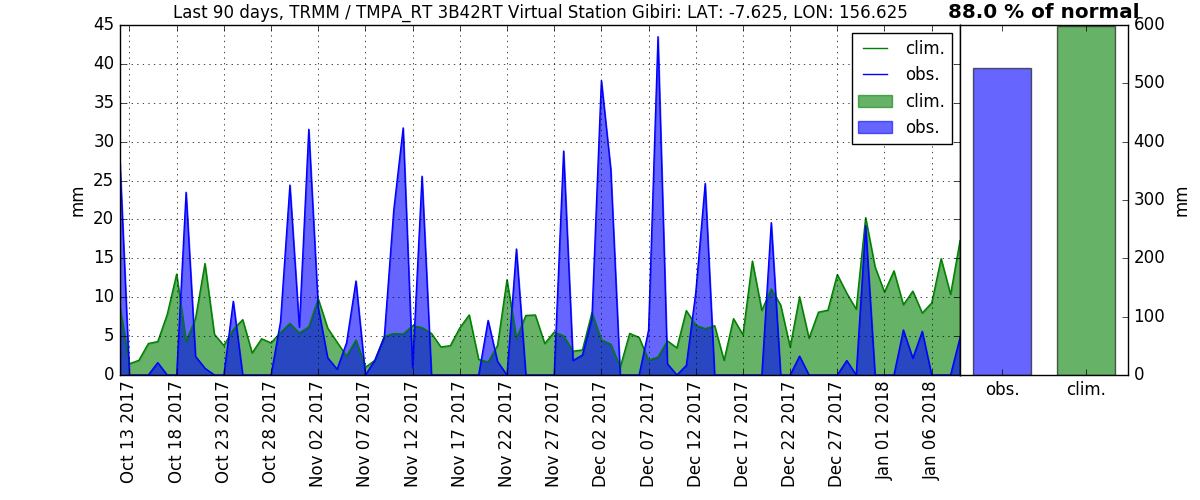 Last 90 days, TRMM / TMPA_RT 3B42RT Virtual Station Gibiri: LAT: -7.625, LON: 156.625
88.0 % of normal
45
40
35
30
25
20
15
10
5
0
mm
clim.
obs.
clim.
obs.
Oct 13 2017
Oct 18 2017
Oct 23 2017
Oct 28 2017
Nov 02 2017
Nov 07 2017
Nov 12 2017
Nov 17 2017
Nov 22 2017
Nov 27 2017
Dec 02 2017
Dec 07 2017
Dec 12 2017
Dec 17 2017
Dec 22 2017
Dec 27 2017
Jan 01 2018
Jan 06 2018
600
500
400
300
200
100
0
mm
obs.
clim.